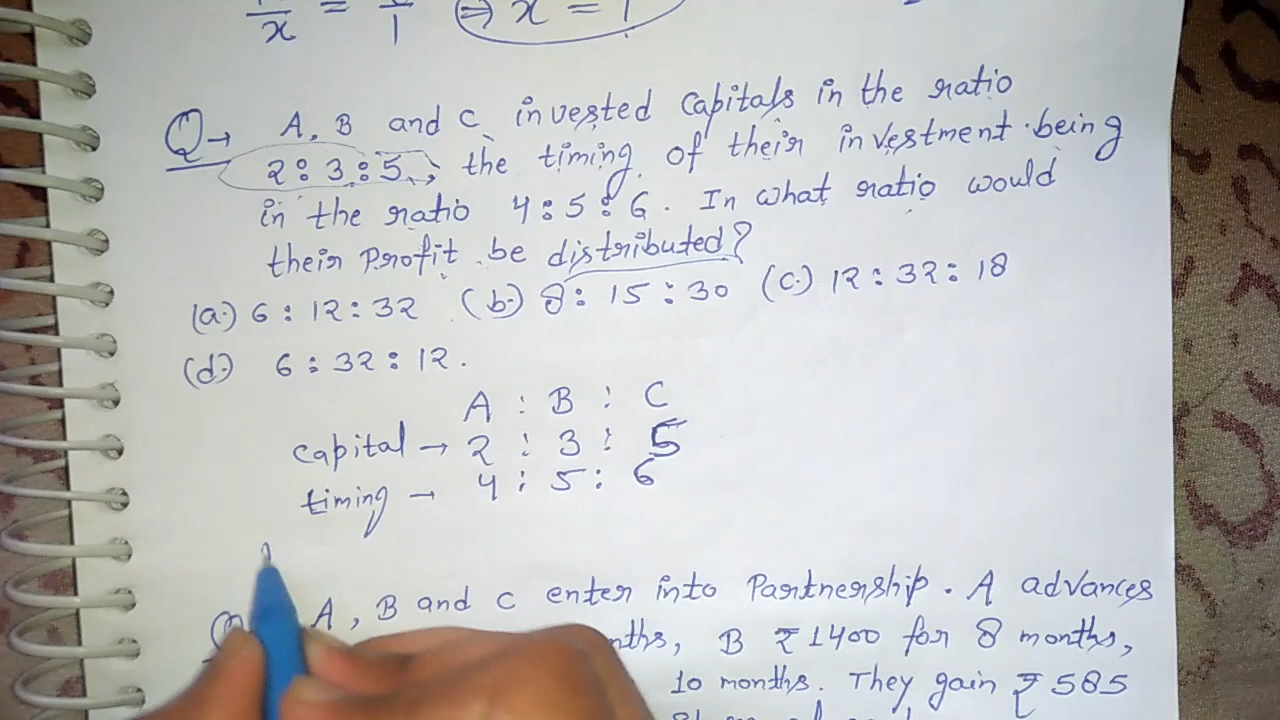 x = 1 ⇒ x = 1
Q→ A, B and C invested Capitals in the ratio
2:3:5, the timing of their investment being
in the ratio 4:5:6. In what ratio would
their Profit be distributed?
(a.) 6:12:32 (b.) 8:15:30 (c.) 12:32:18
(d.) 6:32:12.
A : B : C
capital → 2 : 3 : 5
timing → 4 : 5 : 6
A, B and C enter into Partnership. A advances
B ₹1400 for 8 months,
10 months. They gain ₹585